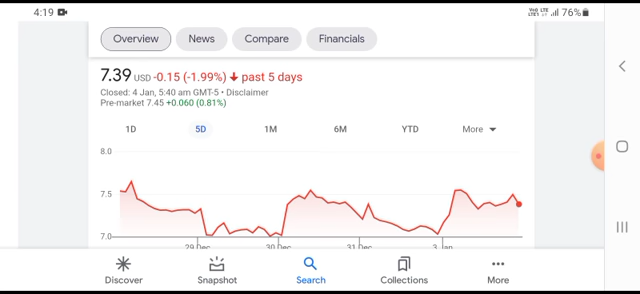 4:19
76%
Overview News Compare Financials
7.39 USD -0.15 (-1.99%) ↓ past 5 days
Closed: 4 Jan, 5:40 am GMT-5 • Disclaimer
Pre-market 7.45 +0.060 (0.81%)
1D 5D 1M 6M YTD More
8.0
7.5
7.0
29 Dec 30 Dec 31 Dec 3 Jan
Discover Snapshot Search Collections More